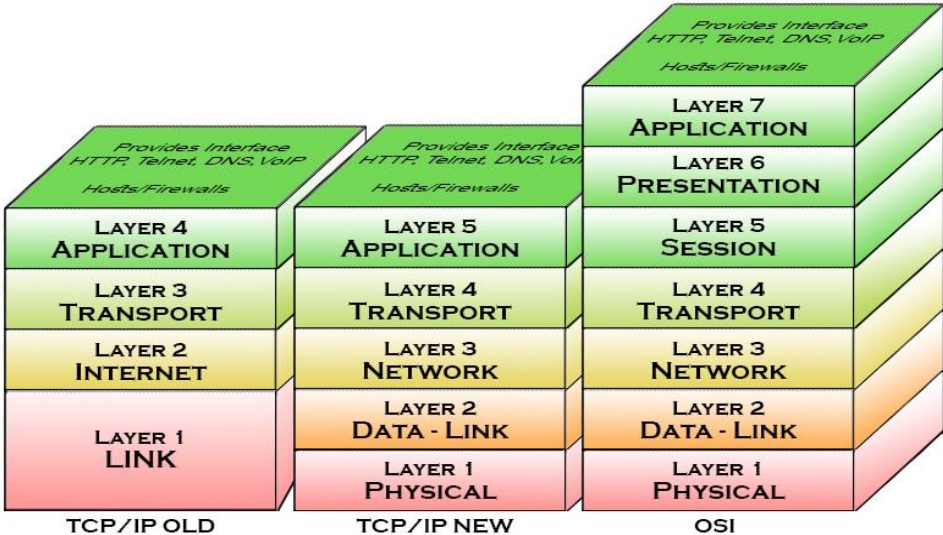 Provides Interface
HTTP, Telnet, DNS, VoIP
Hosts/Firewalls
Layer 4
Application
Layer 3
Transport
Layer 2
Internet
Layer 1
LINK
TCP/IP OLD
Provides Interface
HTTP, Telnet, DNS, VoI
Hosts/Firewalls
Layer 5
Application
Layer 4
Transport
Layer 3
Network
Layer 2
Data - Link
Layer 1
Physical
TCP/IP NEW
Provides Interface
HTTP, Telnet, DNS, VoIP
Hosts/Firewalls
Layer 7
Application
Layer 6
Presentation
Layer 5
Session
Layer 4
Transport
Layer 3
Network
Layer 2
Data - Link
Layer 1
Physical
OSI